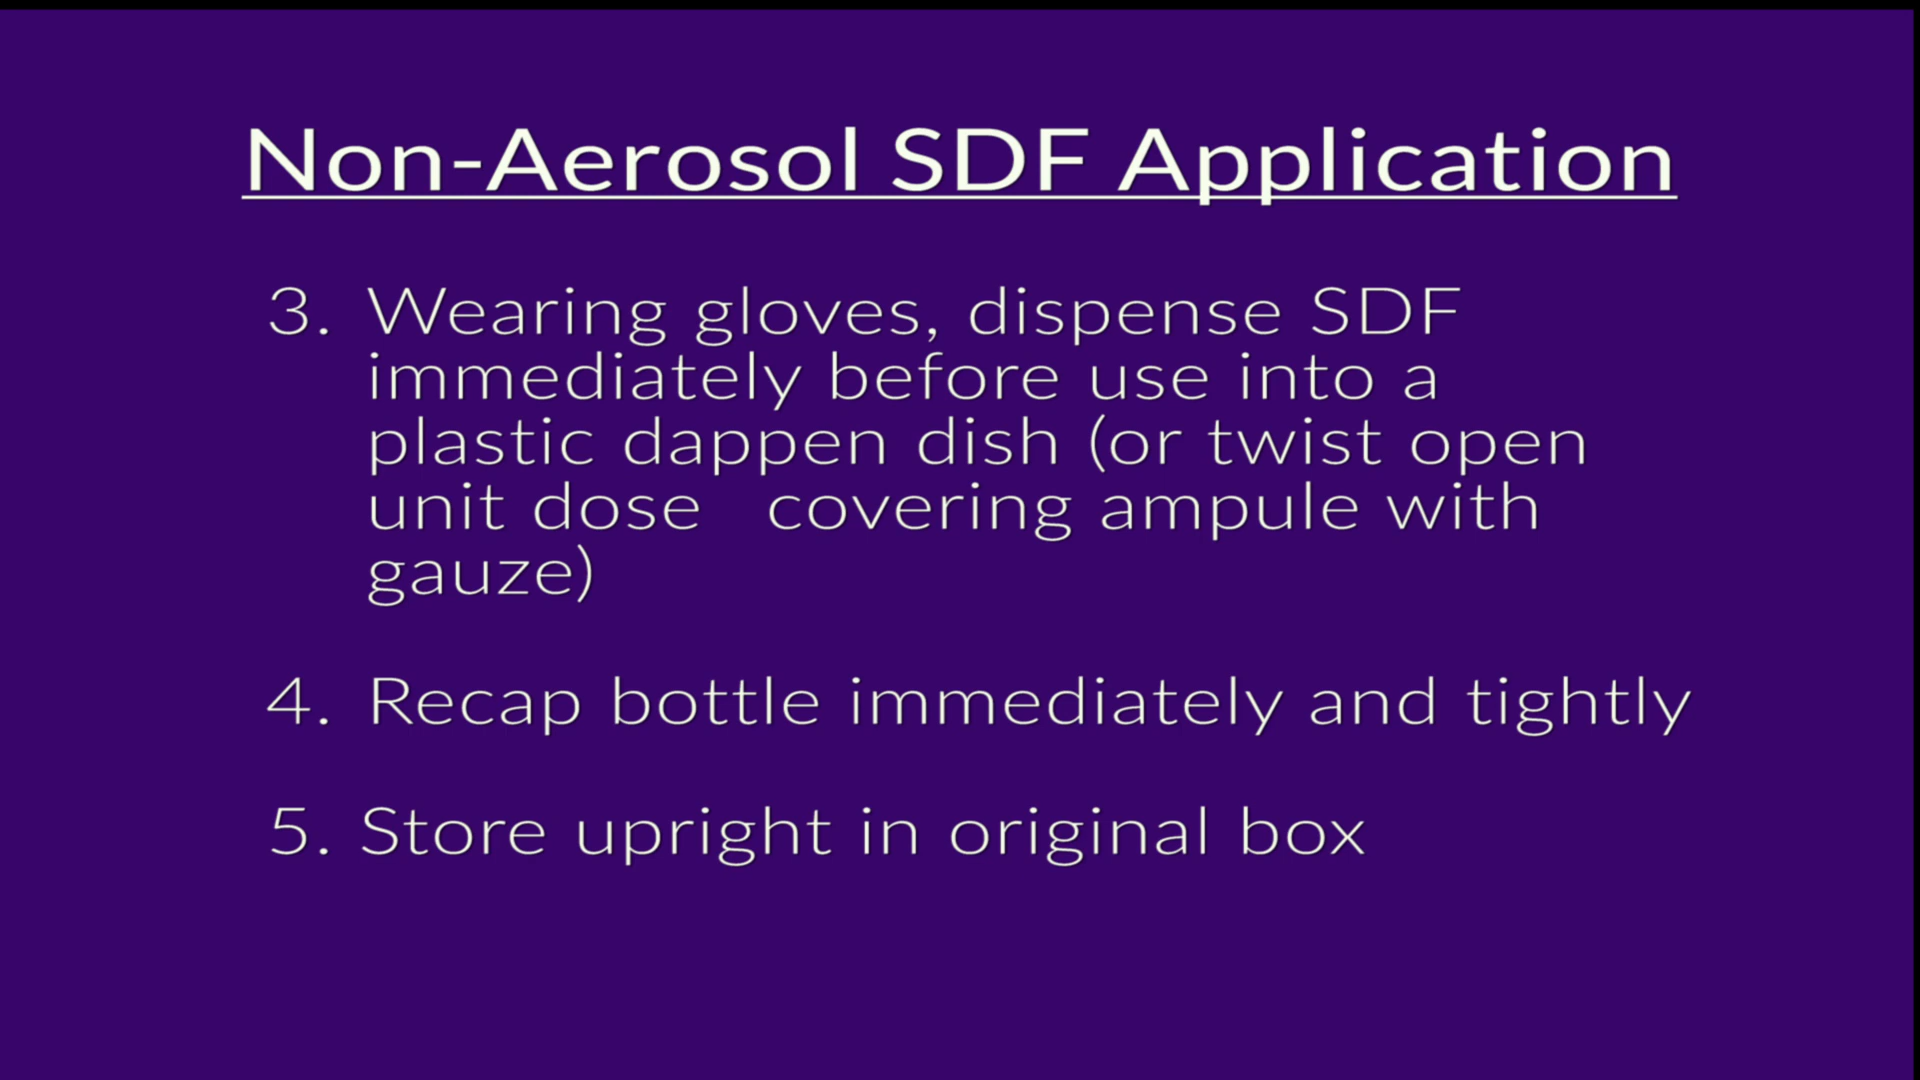 Non-Aerosol SDF Application
3. Wearing gloves, dispense SDF
immediately before use into a
plastic dappen dish (or twist open
unit dose covering ampule with
gauze)
4. Recap bottle immediately and tightly
5. Store upright in original box